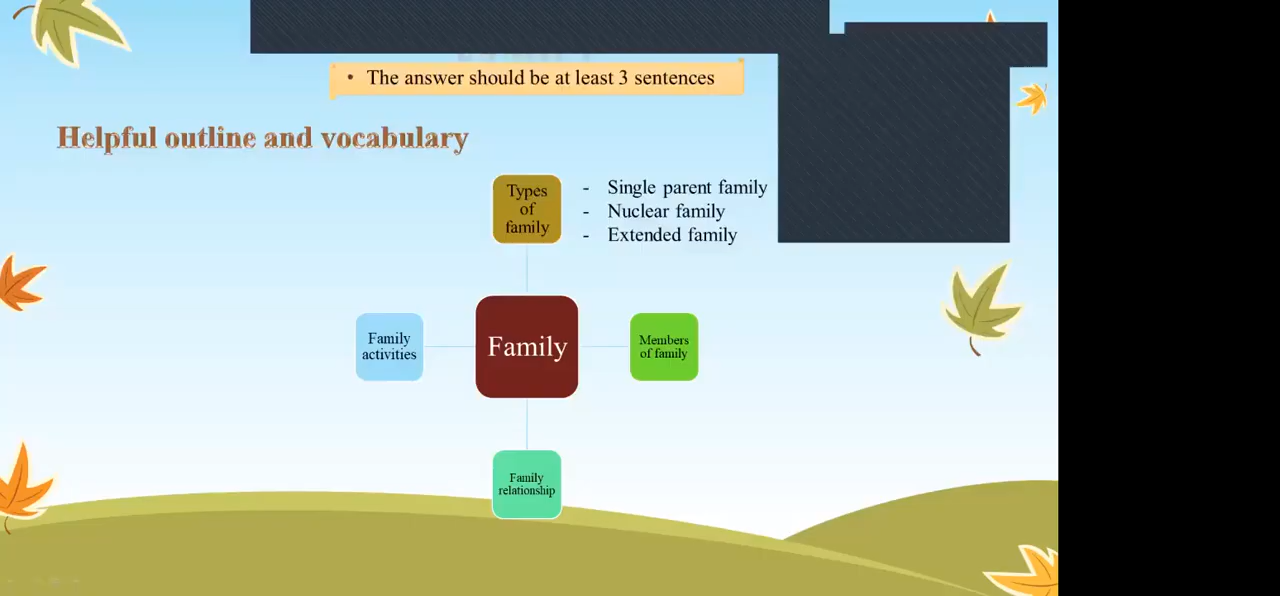 • The answer should be at least 3 sentences
Helpful outline and vocabulary
Types
of
family
- Single parent family
- Nuclear family
- Extended family
Family
activities
Family
Members
of family
Family
relationship